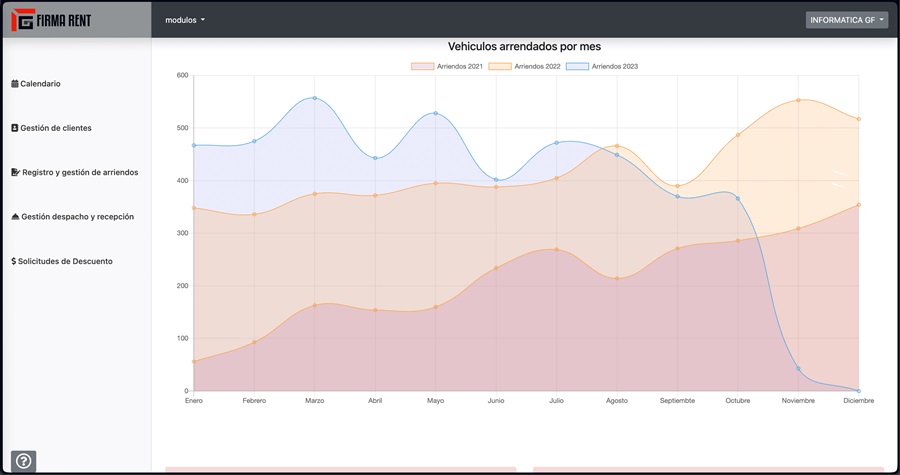 FIRMA RENT
modulos
INFORMATICA GF
Calendario
Gestión de clientes
Registro y gestión de arriendos
Gestión despacho y recepción
Solicitudes de Descuento
Vehiculos arrendados por mes
Arriendos 2021 Arriendos 2022 Arriendos 2023
600
500
400
300
200
100
0
Enero Febrero Marzo Abril Mayo Junio Julio Agosto Septiembte Octubre Noviembre Diciembre